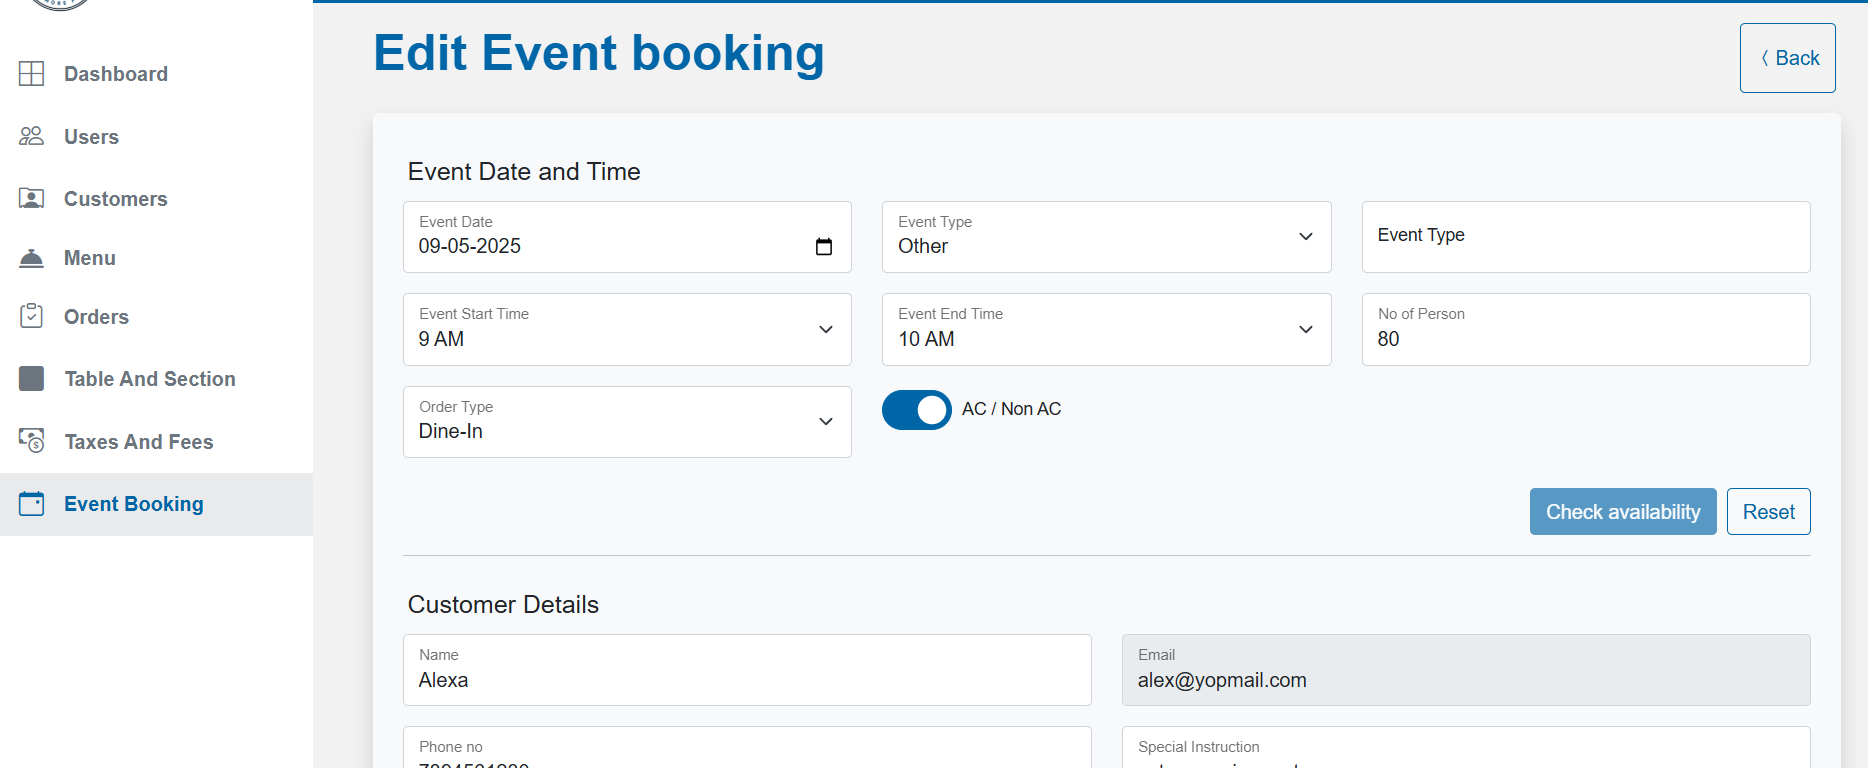 Edit Event booking
Back
Dashboard
Users
Customers
Menu
Orders
Table And Section
Taxes And Fees
Event Booking
Event Date and Time
Event Date
09-05-2025
Event Type
Other
Event Type
Event Start Time
9 AM
Event End Time
10 AM
No of Person
80
Order Type
Dine-In
AC / Non AC
Check availability
Reset
Customer Details
Name
Alexa
Email
alex@yopmail.com
Phone no
Special Instruction